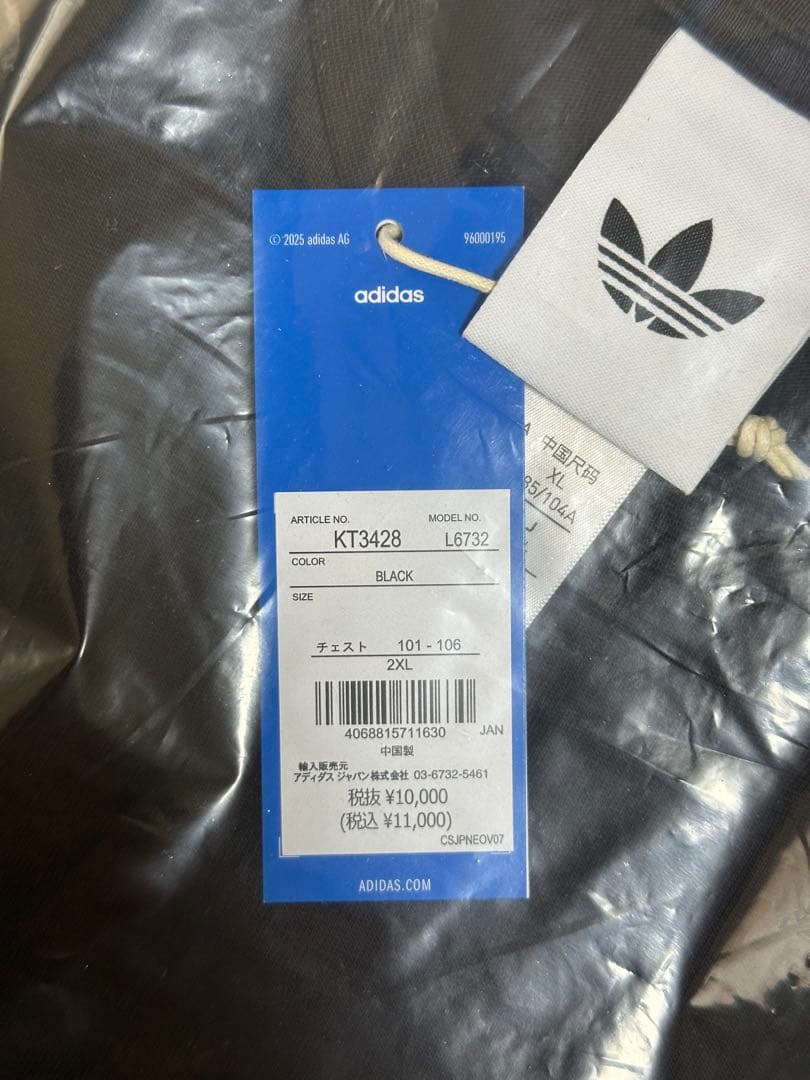 © 2025 adidas AG 96000195
adidas
中国尺码
XL
85/104A
ARTICLE NO. MODEL NO.
KT3428 L6732
COLOR
BLACK
SIZE
チェスト 101 - 106
2XL
4068815711630 JAN
中国製
輸入販売元
アディダス ジャパン株式会社 03-6732-5461
税抜 ¥10,000
(税込 ¥11,000)
CSJPNEOV07
ADIDAS.COM